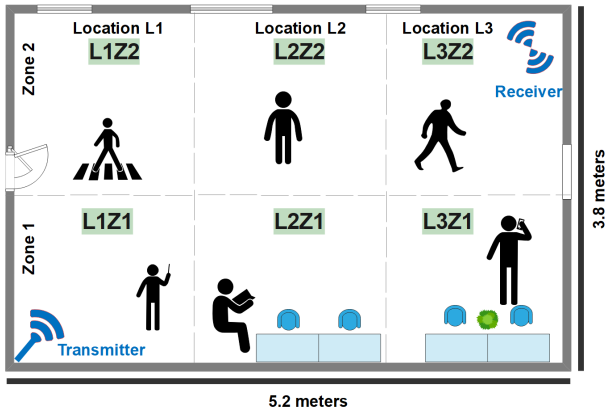 Location L1
Location L2
Location L3
L1Z2
L2Z2
L3Z2
Zone 2
Receiver
L1Z1
L2Z1
L3Z1
Zone 1
Transmitter
3.8 meters
5.2 meters